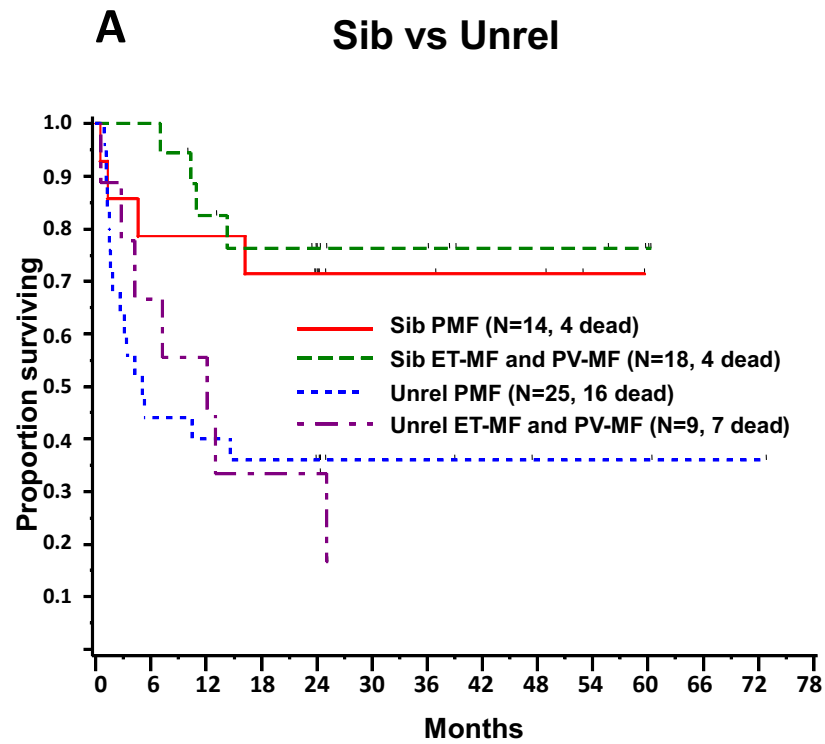 A
Sib vs Unrel
Proportion surviving
1.0
0.9
0.8
0.7
0.6
0.5
0.4
0.3
0.2
0.1
Sib PMF (N=14, 4 dead)
Sib ET-MF and PV-MF (N=18, 4 dead)
Unrel PMF (N=25, 16 dead)
Unrel ET-MF and PV-MF (N=9, 7 dead)
0 6 12 18 24 30 36 42 48 54 60 66 72 78
Months